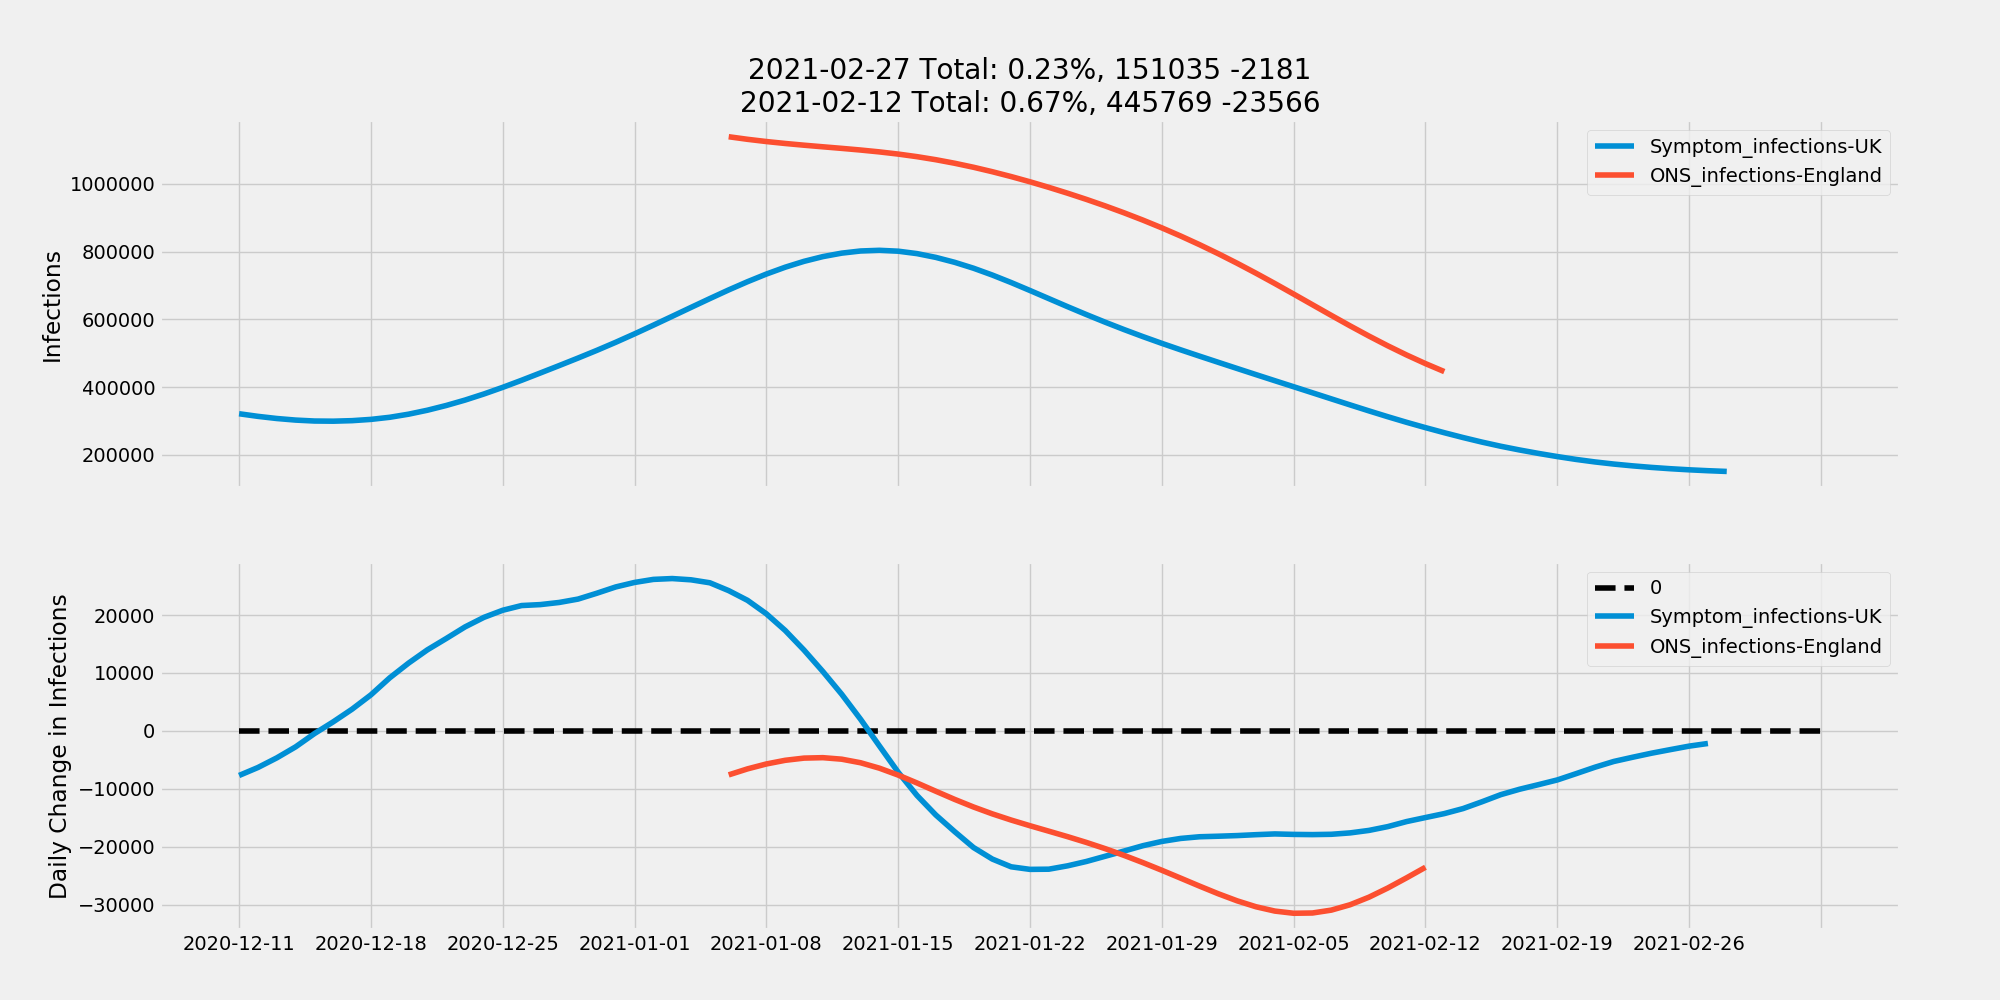 2021-02-27 Total: 0.23%, 151035 -2181
2021-02-12 Total: 0.67%, 445769 -23566
Infections
1000000
800000
600000
400000
200000
Symptom_infections-UK
ONS_infections-England
Daily Change in Infections
20000
10000
0
−10000
−20000
−30000
0
Symptom_infections-UK
ONS_infections-England
2020-12-11 2020-12-18 2020-12-25 2021-01-01 2021-01-08 2021-01-15 2021-01-22 2021-01-29 2021-02-05 2021-02-12 2021-02-19 2021-02-26